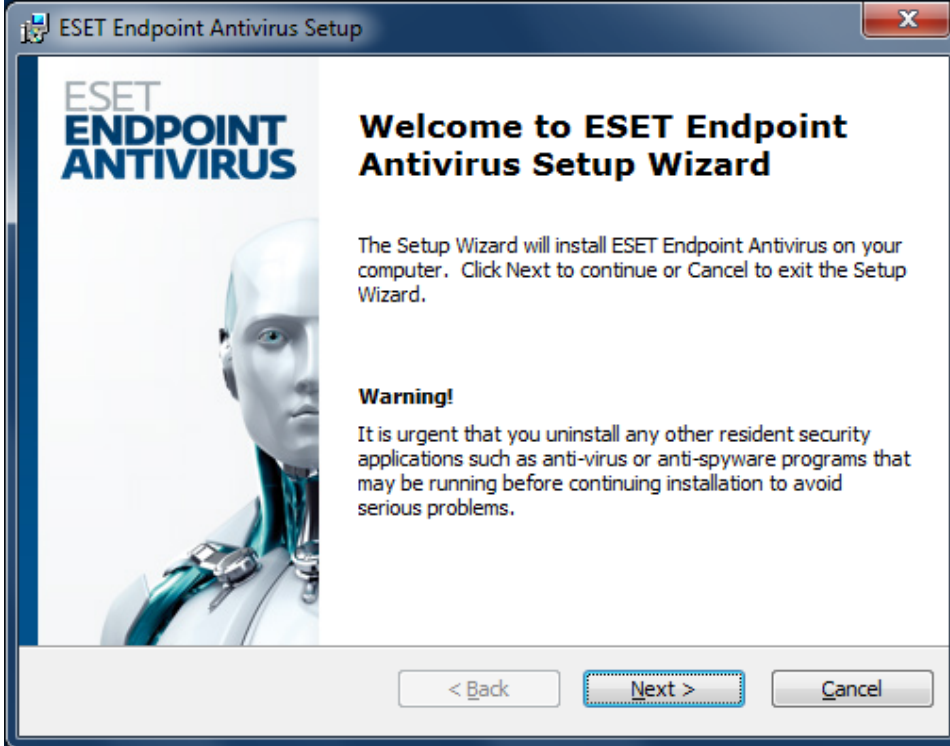 ESET Endpoint Antivirus Setup
ESET
ENDPOINT
ANTIVIRUS
Welcome to ESET Endpoint
Antivirus Setup Wizard
The Setup Wizard will install ESET Endpoint Antivirus on your
computer.  Click Next to continue or Cancel to exit the Setup
Wizard.
Warning!
It is urgent that you uninstall any other resident security
applications such as anti-virus or anti-spyware programs that
may be running before continuing installation to avoid
serious problems.
< Back
Next >
Cancel